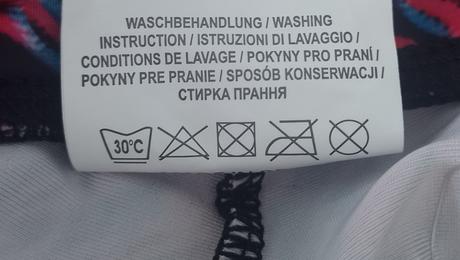 WASCHBEHANDLUNG / WASHING
INSTRUCTION / ISTRUZIONI DI LAVAGGIO /
CONDITIONS DE LAVAGE / POKYNY PRO PRANÍ /
POKYNY PRE PRANIE / SPOSÓB KONSERWACJI /
СТИРКА ПРАННЯ
30°C